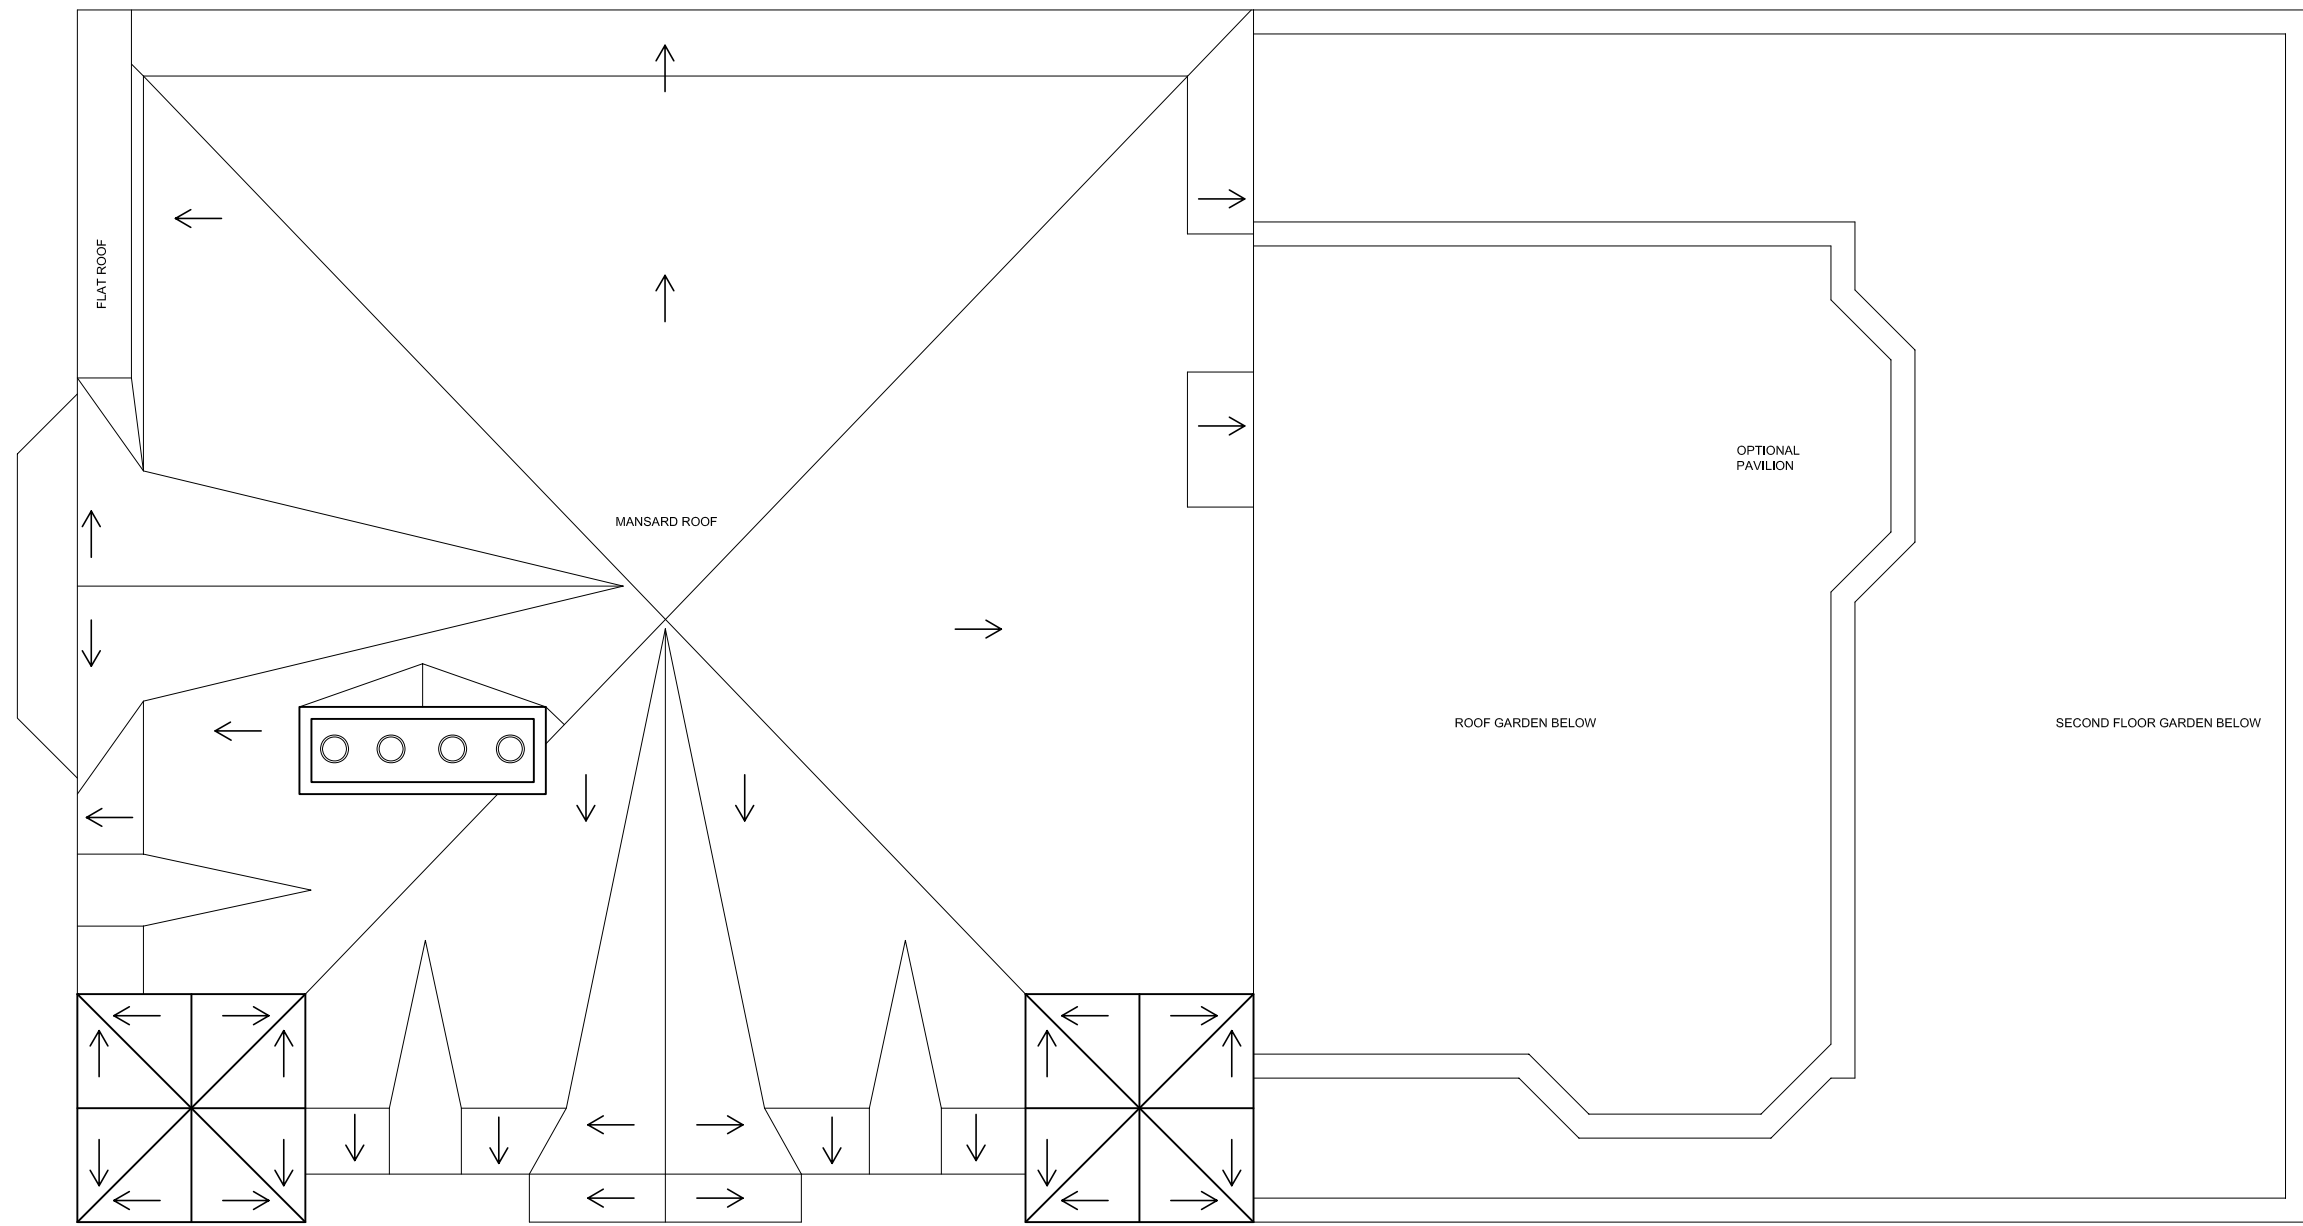 FLAT ROOF
OPTIONAL
PAVILION
MANSARD ROOF
ROOF GARDEN BELOW
SECOND FLOOR GARDEN BELOW